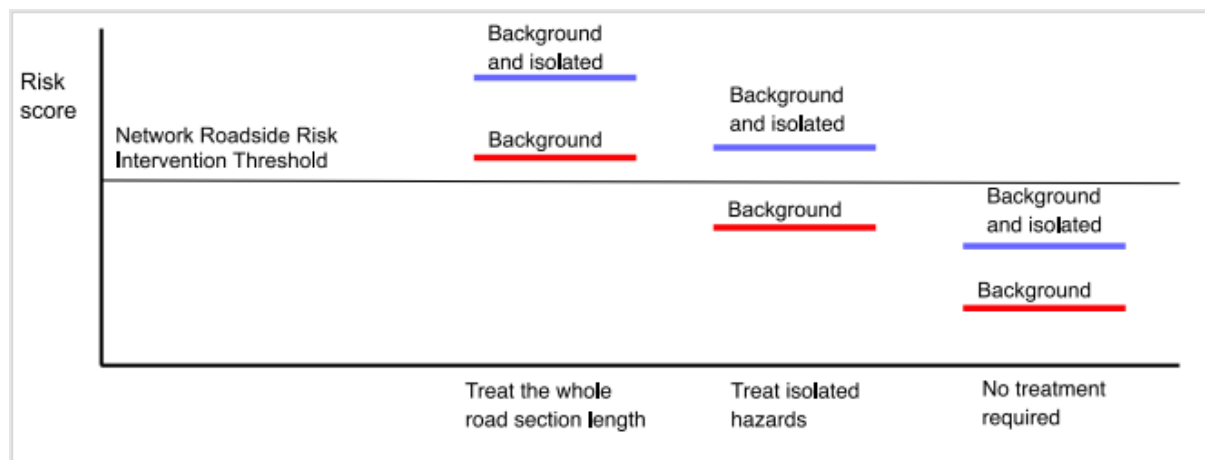 Risk
score
Network Roadside Risk
Intervention Threshold
Background
and isolated
Background
Background
and isolated
Background
Background
and isolated
Background
Treat the whole
road section length
Treat isolated
hazards
No treatment
required